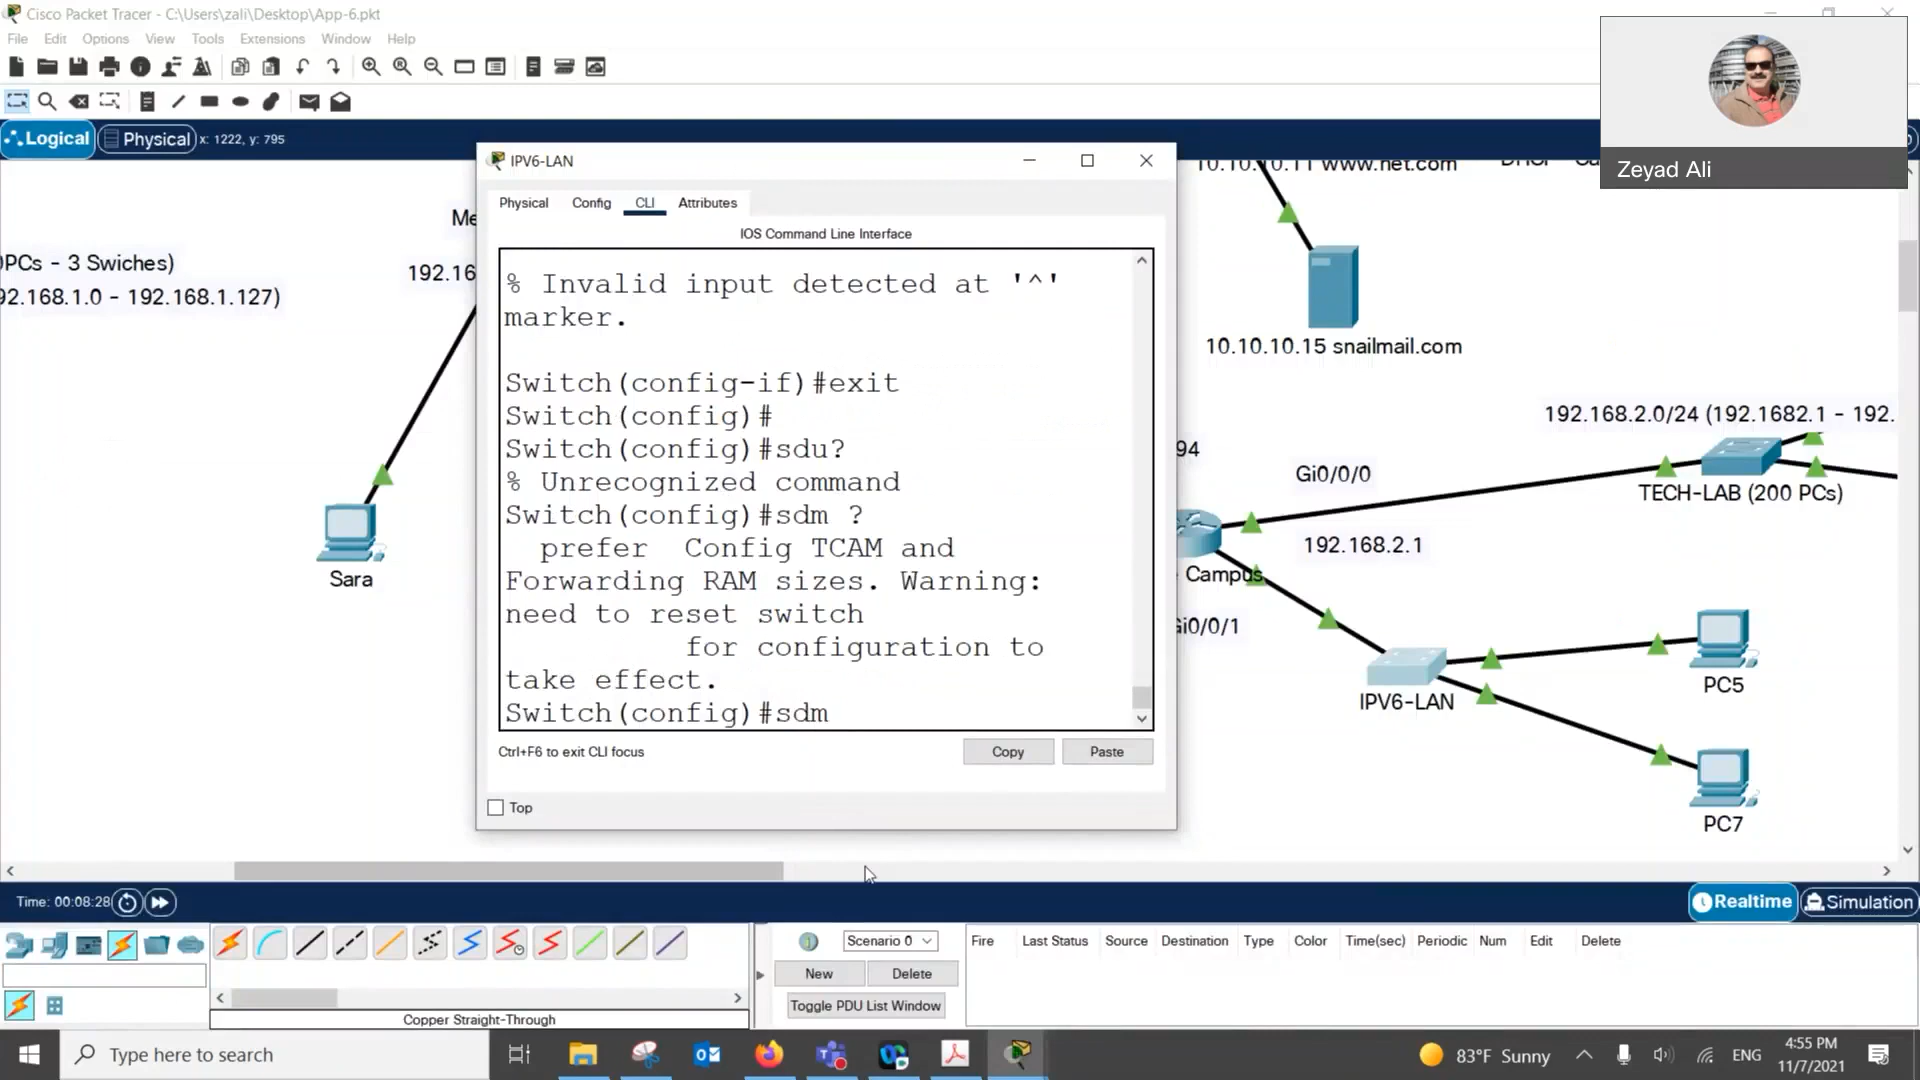 Cisco Packet Tracer - C:\Users\zali\Desktop\App-6.pkt
File Edit Options View Tools Extensions Window Help
Logical Physical x: 1222, y: 795
Zeyad Ali
IPV6-LAN
Physical Config CLI Attributes
IOS Command Line Interface
% Invalid input detected at '^'
marker.
Switch(config-if)#exit
Switch(config)#
Switch(config)#sdu?
% Unrecognized command
Switch(config)#sdm ?
prefer Config TCAM and
Forwarding RAM sizes. Warning:
need to reset switch
for configuration to
take effect.
Switch(config)#sdm
Ctrl+F6 to exit CLI focus
Copy Paste
Top
Me
PCs - 3 Swiches)
192.16
92.168.1.0 - 192.168.1.127)
Sara
10.10.10.11 www.net.com
10.10.10.15 snailmail.com
192.168.2.0/24 (192.1682.1 - 192.
94
Gi0/0/0
TECH-LAB (200 PCs)
192.168.2.1
Campus
Gi0/0/1
PC5
IPV6-LAN
PC7
Time: 00:08:28
Realtime Simulation
Scenario 0
Fire Last Status Source Destination Type Color Time(sec) Periodic Num Edit Delete
New Delete
Toggle PDU List Window
Copper Straight-Through
Type here to search
83°F Sunny
ENG
4:55 PM
11/7/2021